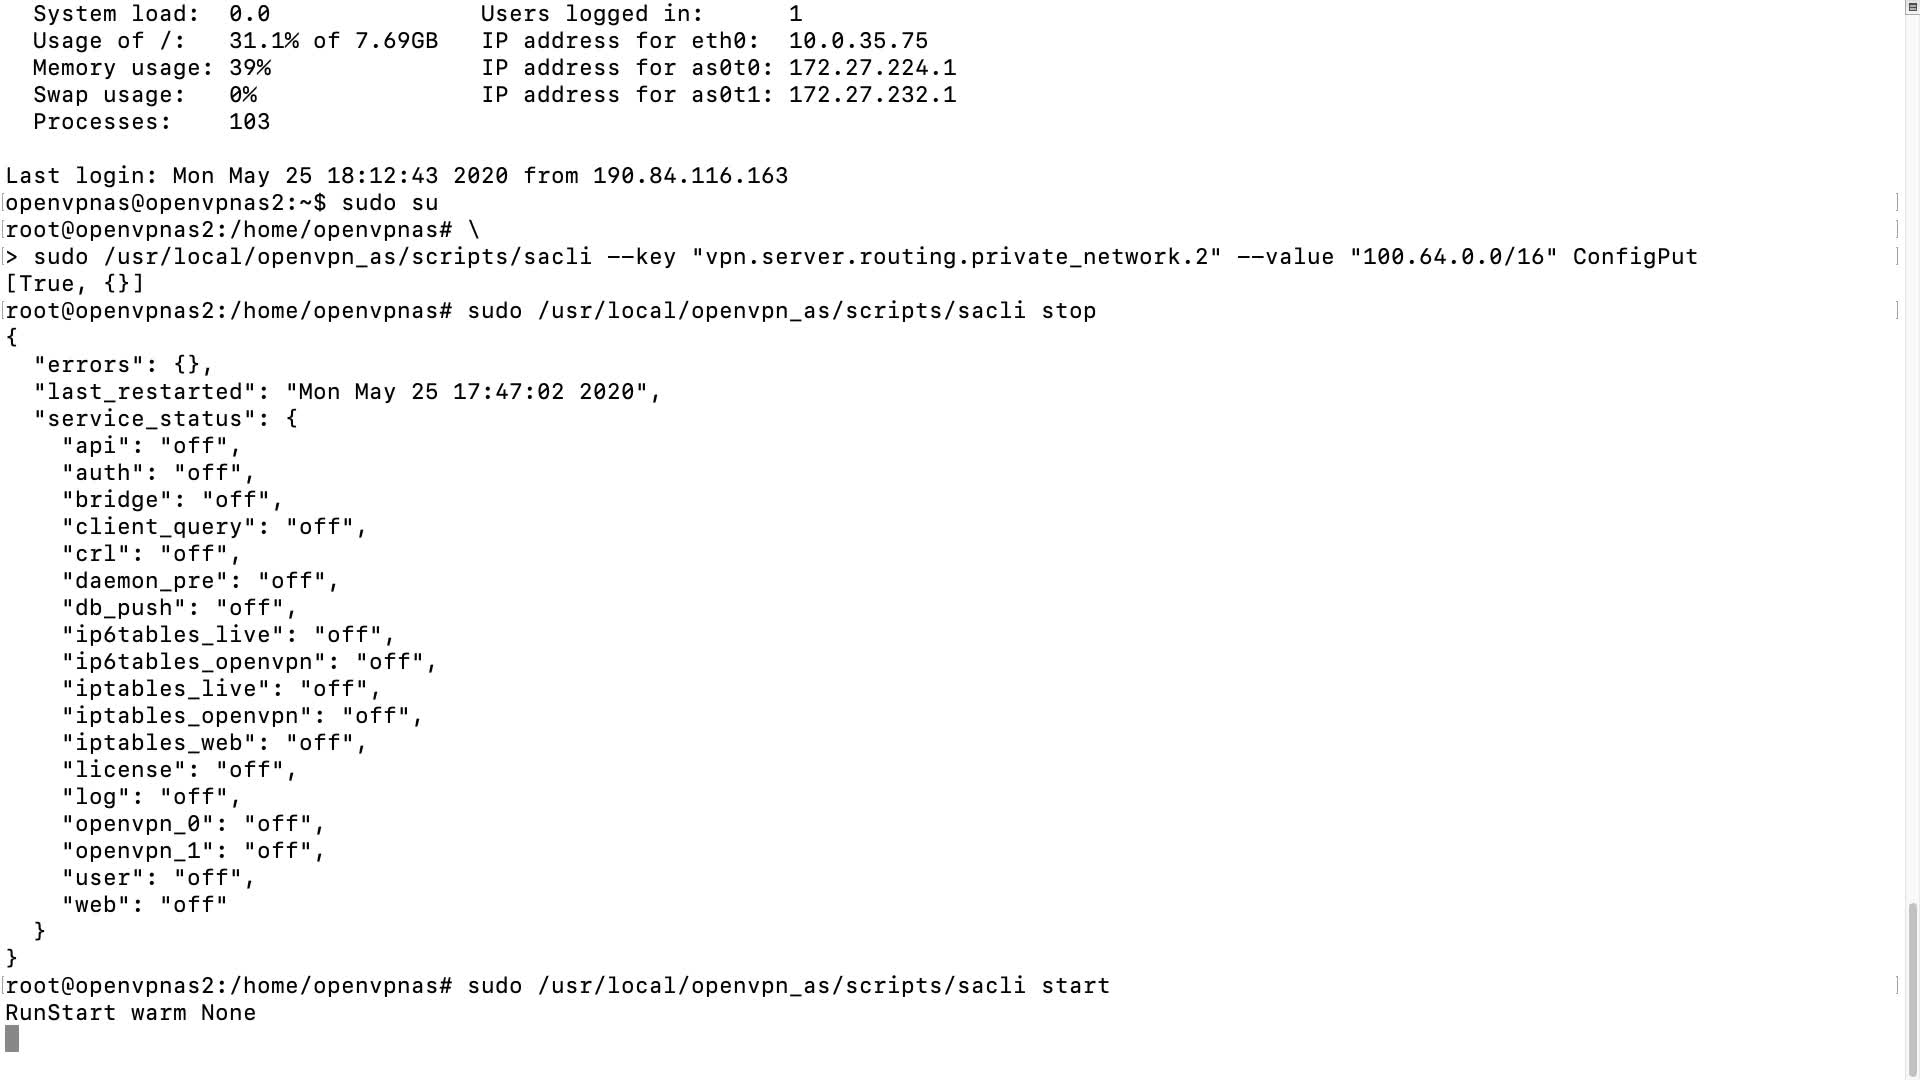 System load:  0.0               Users logged in:      1
Usage of /:   31.1% of 7.69GB   IP address for eth0:  10.0.35.75
Memory usage: 39%               IP address for as0t0: 172.27.224.1
Swap usage:   0%                IP address for as0t1: 172.27.232.1
Processes:    103
Last login: Mon May 25 18:12:43 2020 from 190.84.116.163
openvpnas@openvpnas2:~$ sudo su
root@openvpnas2:/home/openvpnas# \
> sudo /usr/local/openvpn_as/scripts/sacli --key "vpn.server.routing.private_network.2" --value "100.64.0.0/16" ConfigPut
[True, {}]
root@openvpnas2:/home/openvpnas# sudo /usr/local/openvpn_as/scripts/sacli stop
{
  "errors": {},
  "last_restarted": "Mon May 25 17:47:02 2020",
  "service_status": {
    "api": "off",
    "auth": "off",
    "bridge": "off",
    "client_query": "off",
    "crl": "off",
    "daemon_pre": "off",
    "db_push": "off",
    "ip6tables_live": "off",
    "ip6tables_openvpn": "off",
    "iptables_live": "off",
    "iptables_openvpn": "off",
    "iptables_web": "off",
    "license": "off",
    "log": "off",
    "openvpn_0": "off",
    "openvpn_1": "off",
    "user": "off",
    "web": "off"
  }
}
root@openvpnas2:/home/openvpnas# sudo /usr/local/openvpn_as/scripts/sacli start
RunStart warm None